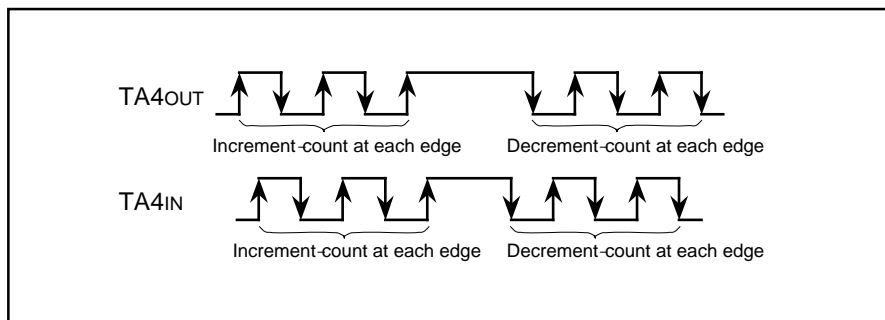 TA4OUT
Increment-count at each edge Decrement-count at each edge
TA4IN
Increment-count at each edge Decrement-count at each edge